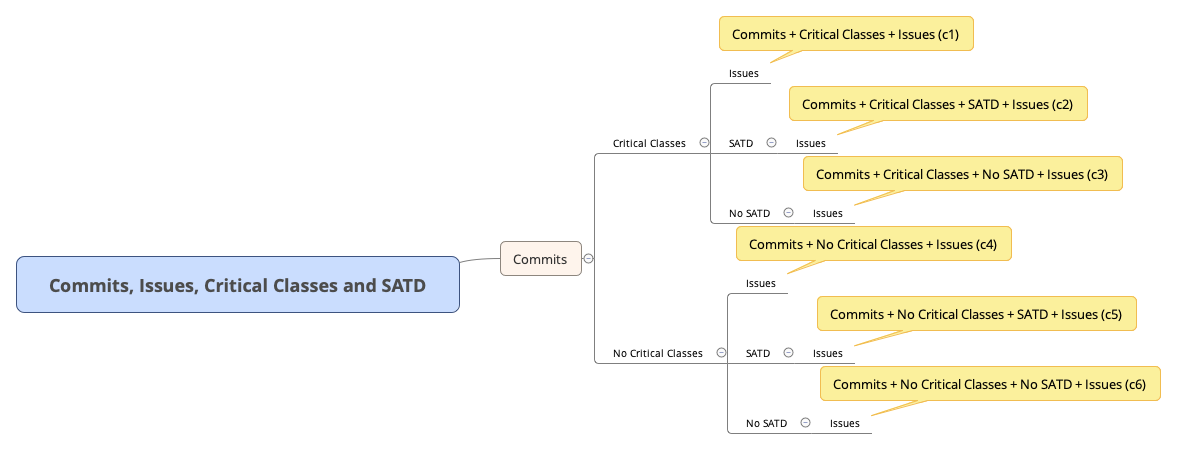 Commits + Critical Classes + Issues (c1)
Issues
Commits + Critical Classes + SATD + Issues (c2)
Critical Classes
SATD
Issues
Commits + Critical Classes + No SATD + Issues (c3)
No SATD
Issues
Commits + No Critical Classes + Issues (c4)
Commits
Commits, Issues, Critical Classes and SATD
Issues
Commits + No Critical Classes + SATD + Issues (c5)
No Critical Classes
SATD
Issues
Commits + No Critical Classes + No SATD + Issues (c6)
No SATD
Issues